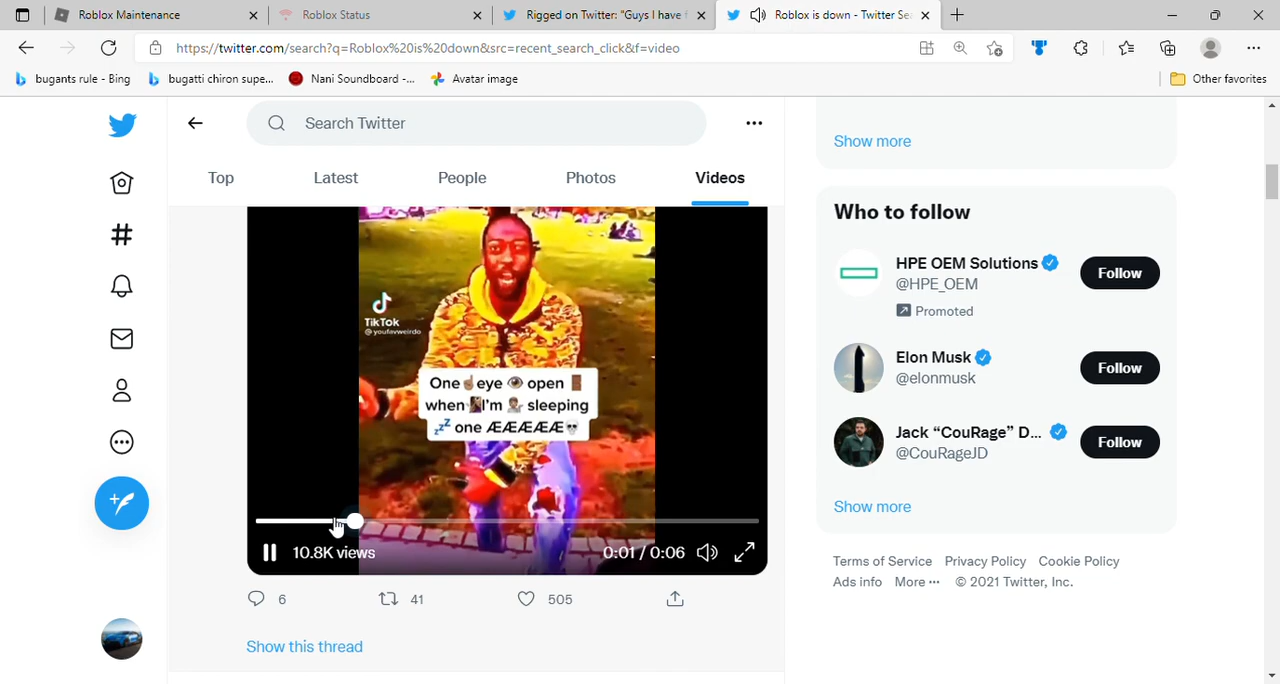 Roblox Maintenance
Roblox Status
Rigged on Twitter: "Guys I have f
Roblox is down - Twitter Se
https://twitter.com/search?q=Roblox%20is%20down&src=recent_search_click&f=video
bugants rule - Bing
bugatti chiron supe...
Nani Soundboard -...
Avatar image
Other favorites
Search Twitter
Top
Latest
People
Photos
Videos
TikTok
@youfavweirdo
One☝🏽eye 👁 open 🚪
when I'm sleeping
💤 one ÆÆÆÆÆ💀
10.8K views
0:01 / 0:06
6
41
505
Show this thread
Show more
Who to follow
HPE OEM Solutions
@HPE_OEM
Promoted
Follow
Elon Musk
@elonmusk
Follow
Jack “CouRage” D...
@CouRageJD
Follow
Show more
Terms of Service Privacy Policy Cookie Policy
Ads info More ··· © 2021 Twitter, Inc.